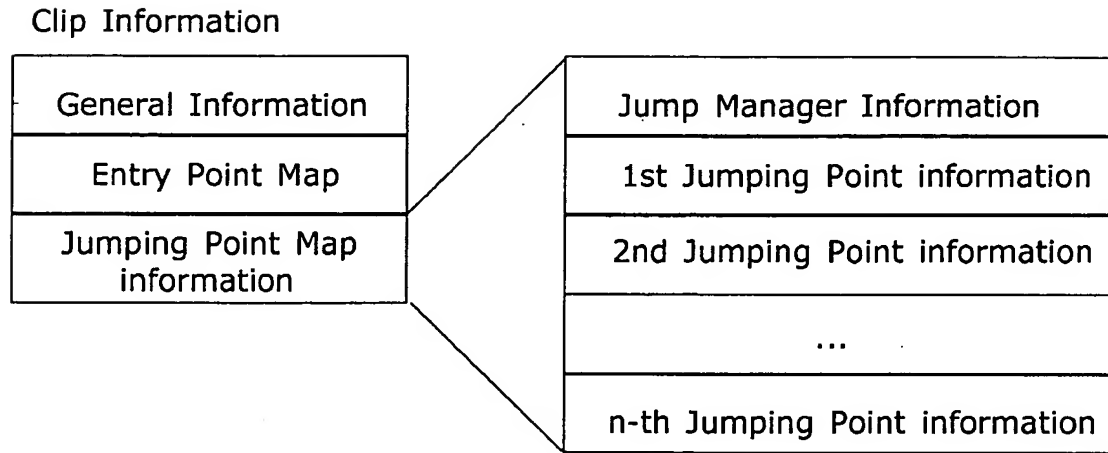 Clip Information
General Information
Entry Point Map
Jumping Point Map
information
Jump Manager Information
1st Jumping Point information
2nd Jumping Point information
...
n-th Jumping Point information